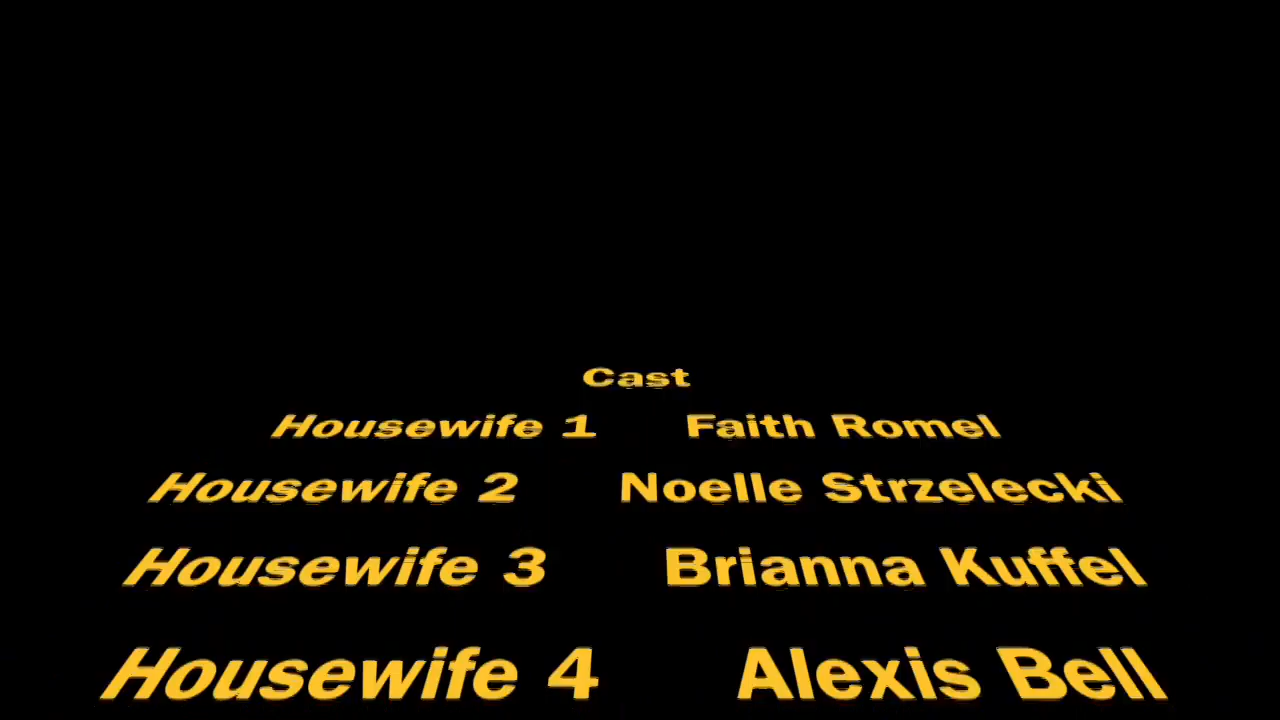 Cast
Housewife 1 Faith Romel
Housewife 2 Noelle Strzelecki
Housewife 3 Brianna Kuffel
Housewife 4 Alexis Bell